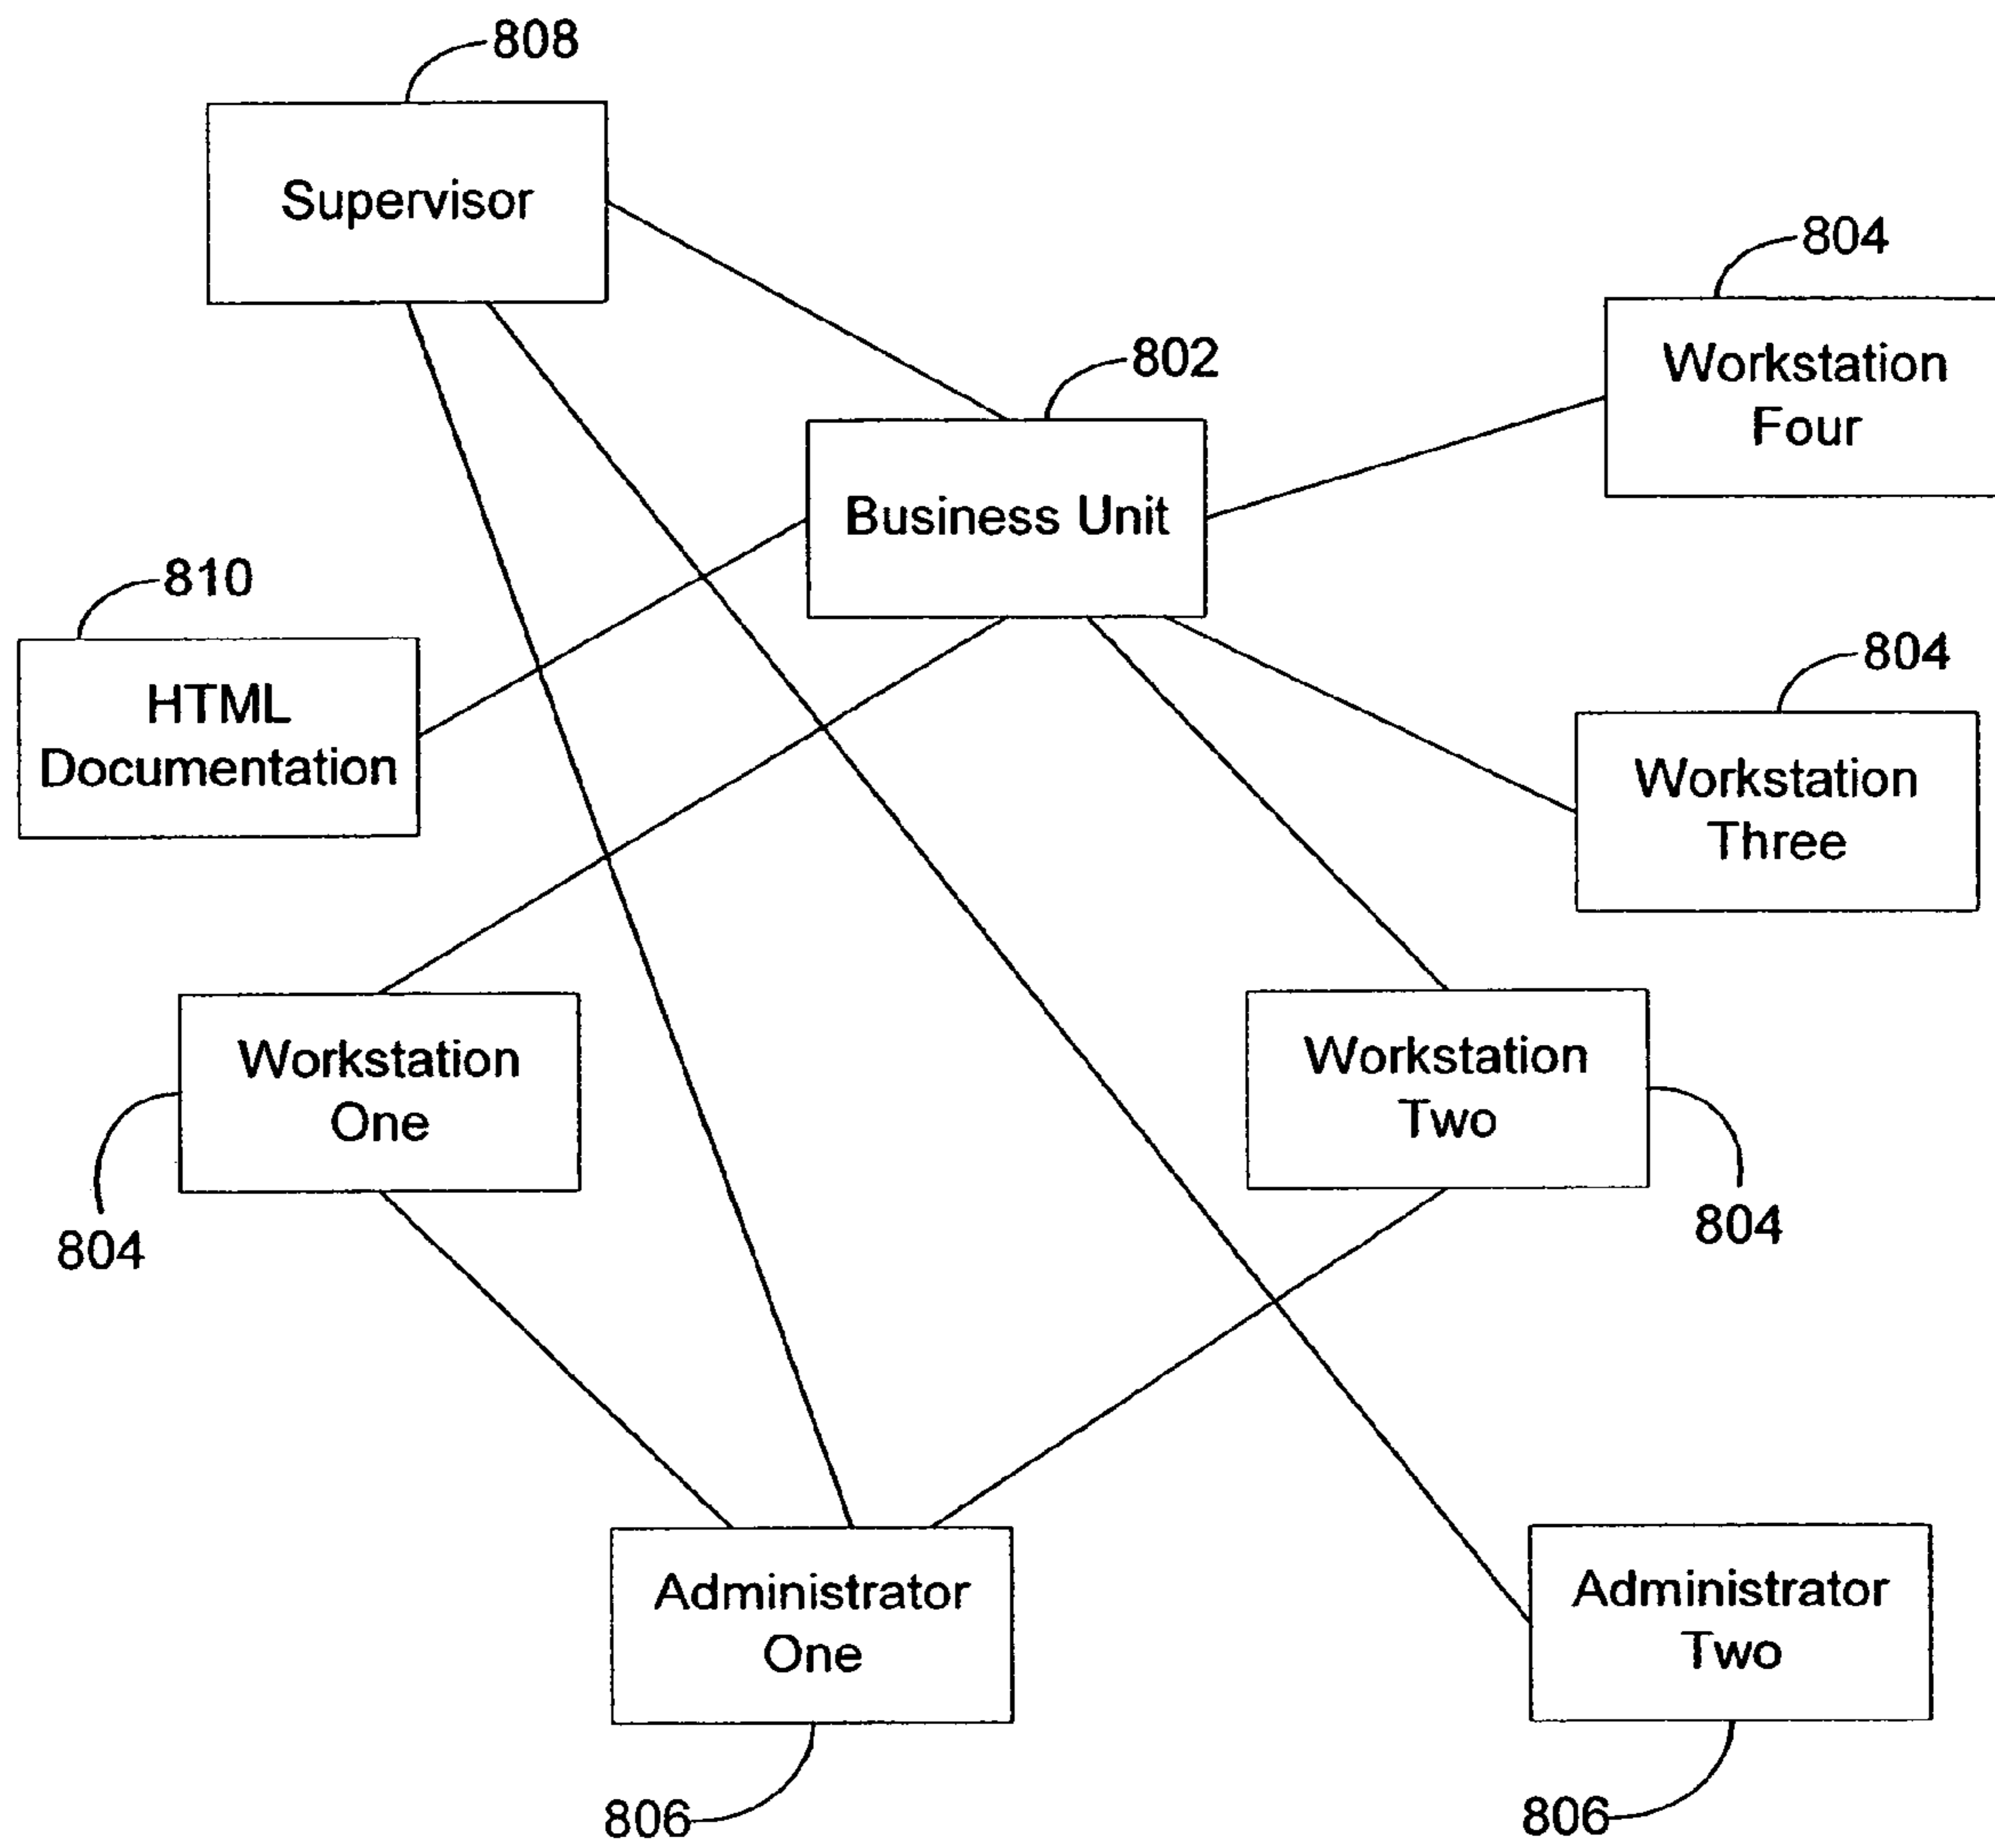 808
Supervisor
804
Workstation
Four
802
Business Unit
810
HTML
Documentation
804
Workstation
Three
Workstation
One
804
Workstation
Two
804
Administrator
One
806
Administrator
Two
806